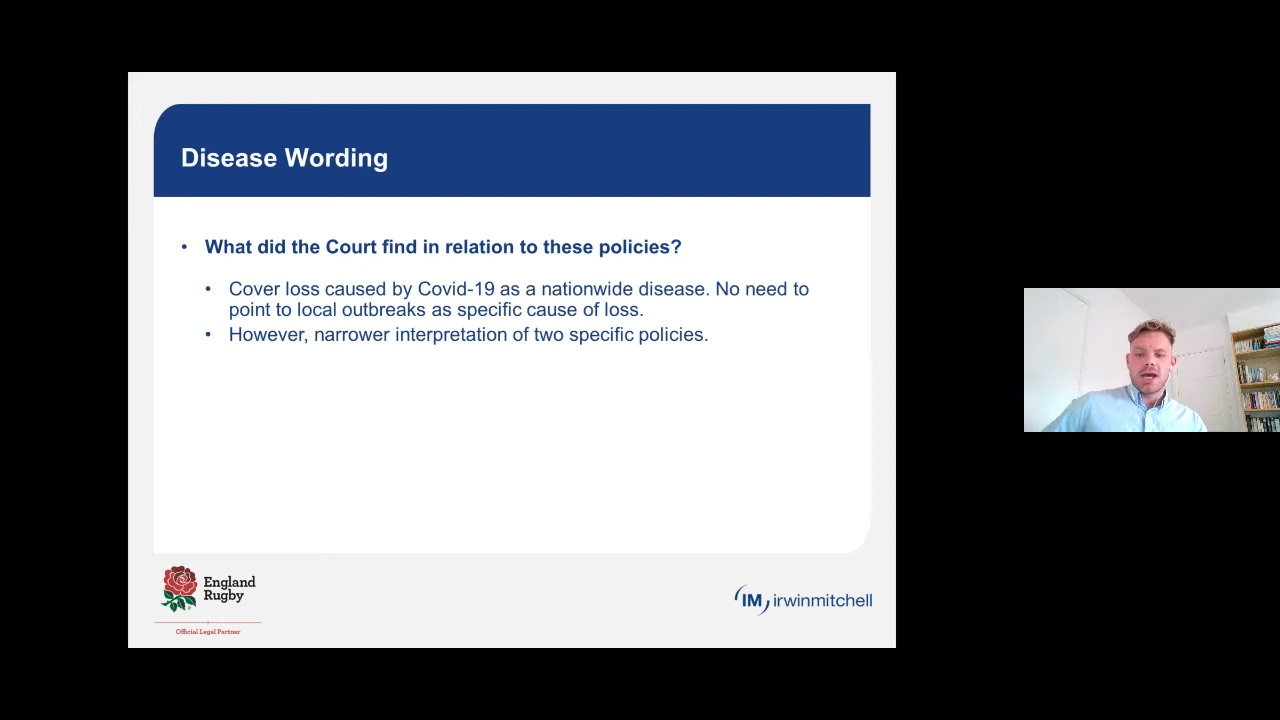 Disease Wording
• What did the Court find in relation to these policies?
• Cover loss caused by Covid-19 as a nationwide disease. No need to
point to local outbreaks as specific cause of loss.
• However, narrower interpretation of two specific policies.
England
Rugby
Official Legal Partner
IM irwinmitchell